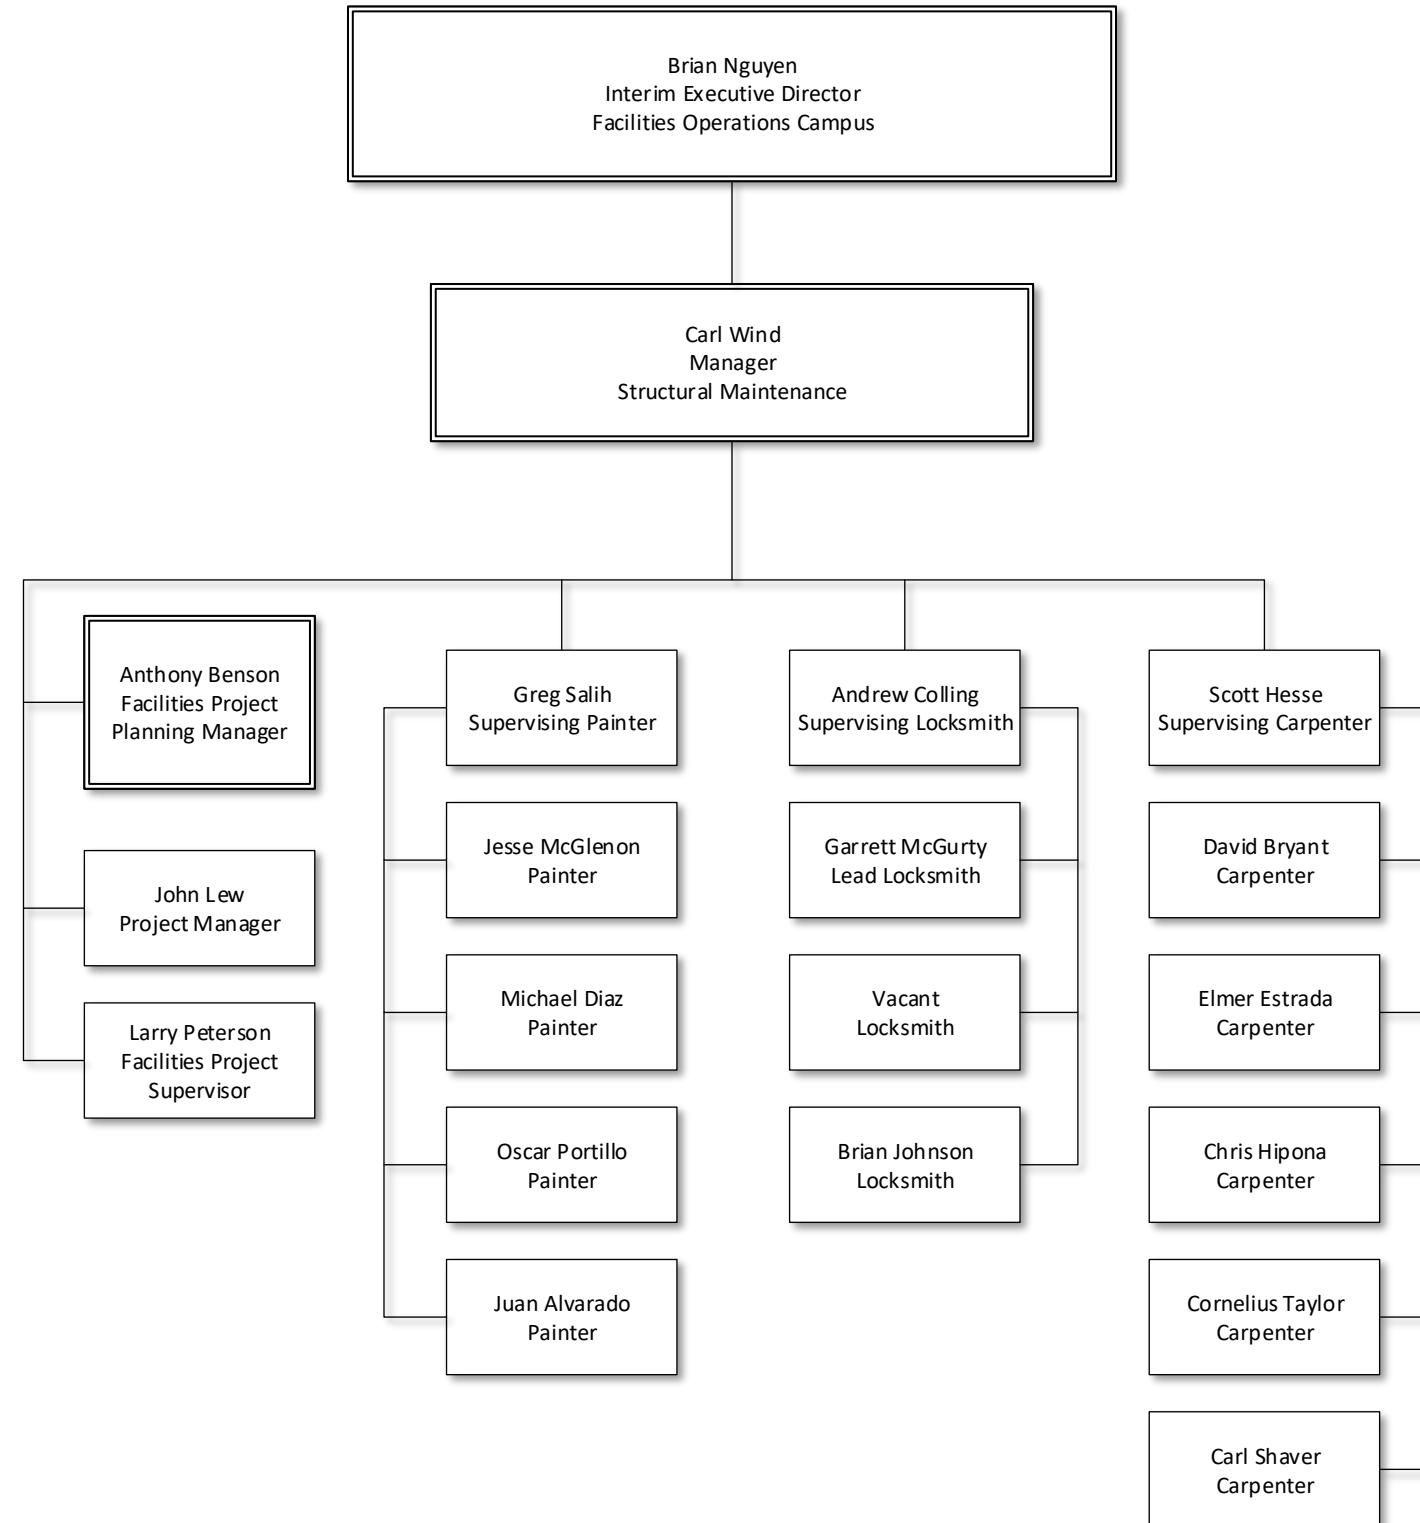 Brian Nguyen
Interim Executive Director
Facilities Operations Campus
Carl Wind
Manager
Structural Maintenance
Anthony Benson
Facilities Project
Planning Manager
John Lew
Project Manager
Larry Peterson
Facilities Project
Supervisor
Greg Salih
Supervising Painter
Jesse McGlenon
Painter
Michael Diaz
Painter
Oscar Portillo
Painter
Juan Alvarado
Painter
Andrew Colling
Supervising Locksmith
Garrett McGurty
Lead Locksmith
Vacant
Locksmith
Brian Johnson
Locksmith
Scott Hesse
Supervising Carpenter
David Bryant
Carpenter
Elmer Estrada
Carpenter
Chris Hipona
Carpenter
Cornelius Taylor
Carpenter
Carl Shaver
Carpenter